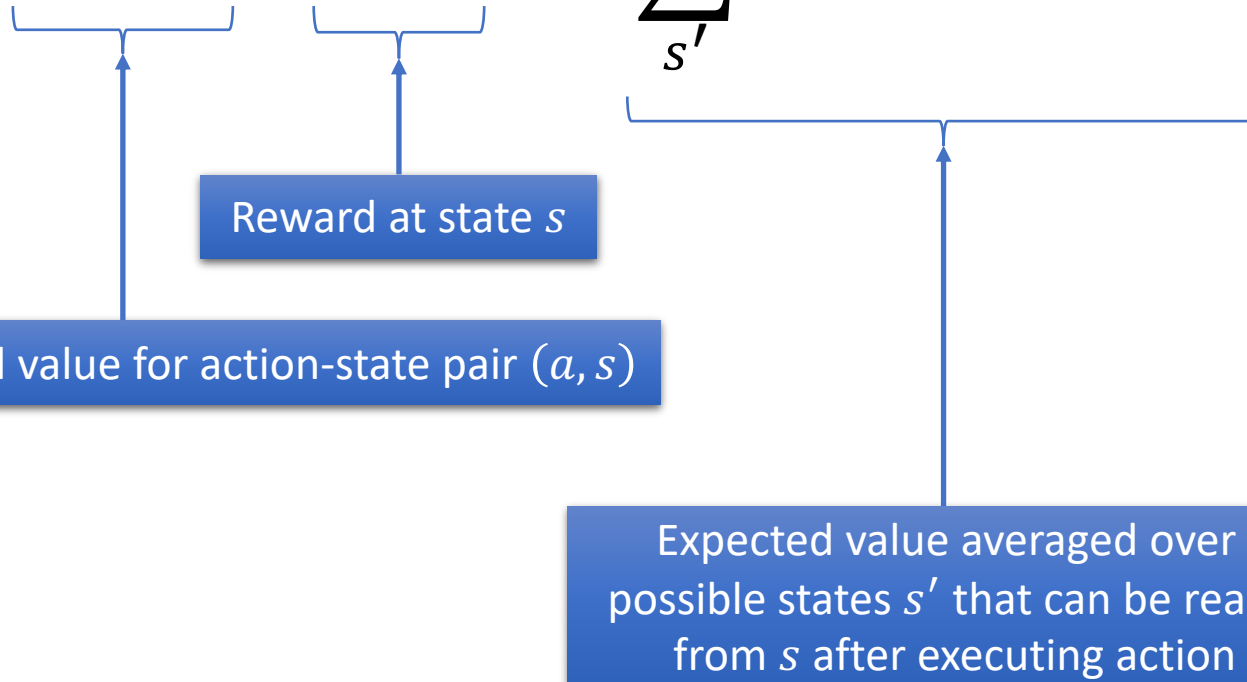 ∑
s′
Reward at state s
value for action-state pair (a, s)
Expected value averaged over
possible states s′ that can be
from s after executing action